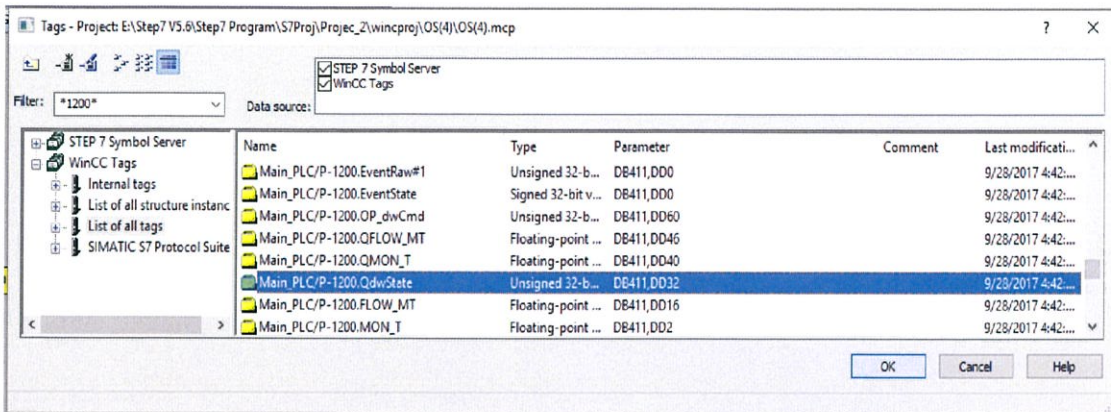 Tags - Project: E:\Step7 V5.6\Step7 Program\S7Proj\Projec_2\wincproj\OS(4)\OS(4).mcp ?
STEP 7 Symbol Server
WinCC Tags
Filter: *1200* Data source:
STEP 7 Symbol Server
WinCC Tags
Internal tags
List of all structure instanc
List of all tags
SIMATIC S7 Protocol Suite
Name Type Parameter Comment Last modificati...
Main_PLC/P-1200.EventRaw#1 Unsigned 32-b... DB411,DD0 9/28/2017 4:42:...
Main_PLC/P-1200.EventState Signed 32-bit v... DB411,DD0 9/28/2017 4:42:...
Main_PLC/P-1200.OP_dwCmd Unsigned 32-b... DB411,DD60 9/28/2017 4:42:...
Main_PLC/P-1200.QFLOW_MT Floating-point ... DB411,DD46 9/28/2017 4:42:...
Main_PLC/P-1200.QMON_T Floating-point ... DB411,DD40 9/28/2017 4:42:...
Main_PLC/P-1200.QdwState Unsigned 32-b... DB411,DD32 9/28/2017 4:42:...
Main_PLC/P-1200.FLOW_MT Floating-point ... DB411,DD16 9/28/2017 4:42:...
Main_PLC/P-1200.MON_T Floating-point ... DB411,DD2 9/28/2017 4:42:...
OK Cancel Help